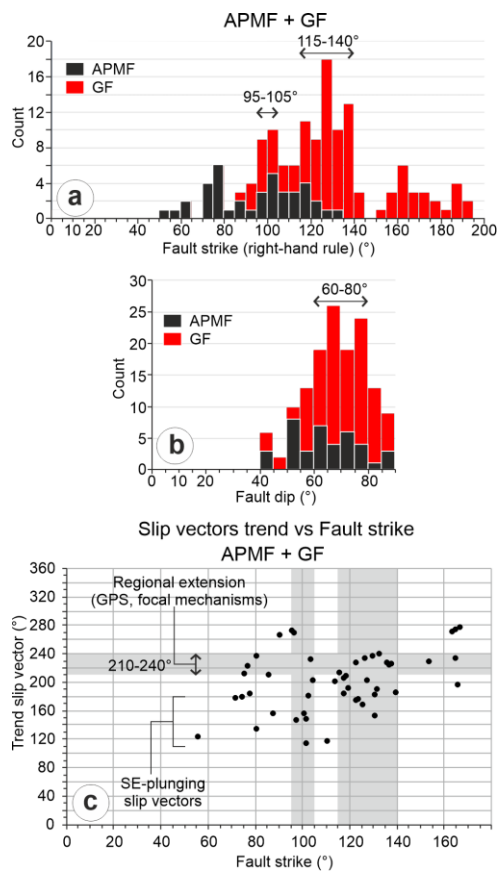 APMF + GF
20
16
12
8
4
0
Count
APMF
GF
95-105°
115-140°
a
0 10 20 40 60 80 100 120 140 160 180 200
Fault strike (right-hand rule) (°)
30
25
20
15
10
5
0
Count
APMF
GF
60-80°
b
0 10 20 40 60 80
Fault dip (°)
Slip vectors trend vs Fault strike
APMF + GF
360
320
280
240
200
160
120
80
40
0
Trend slip vector (°)
Regional extension
(GPS, focal mechanisms)
210-240°
SE-plunging
slip vectors
c
0 20 40 60 80 100 120 140 160
Fault strike (°)